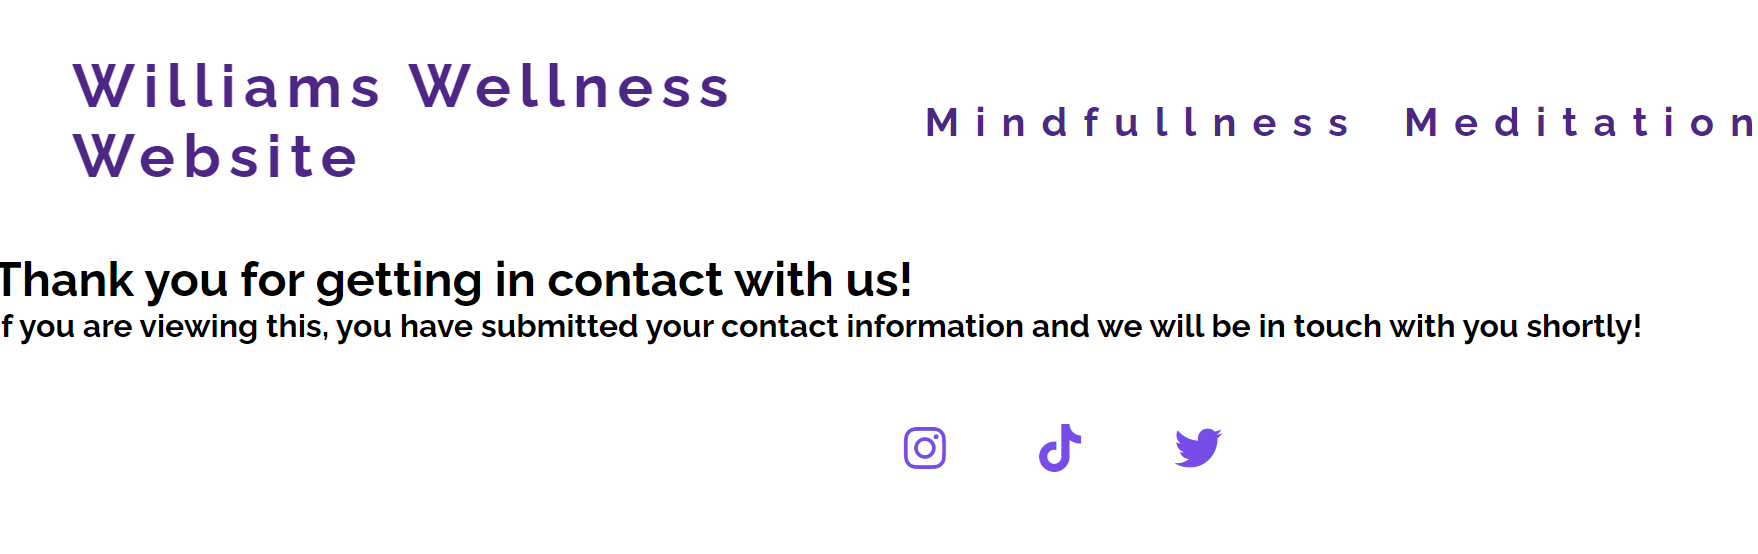 Williams Wellness
Website
Mindfullness Meditation
Thank you for getting in contact with us!
f you are viewing this, you have submitted your contact information and we will be in touch with you shortly!